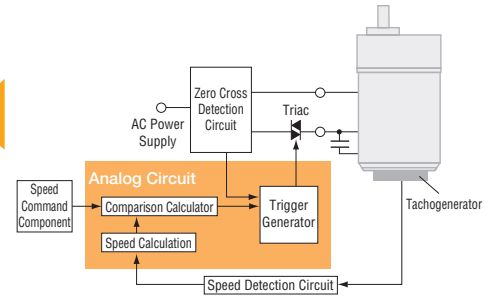 Zero Cross
Detection
Circuit
Triac
AC Power
Supply
Analog Circuit
Speed
Command
Component
Comparison Calculator
Trigger
Generator
Tachogenerator
Speed Calculation
Speed Detection Circuit